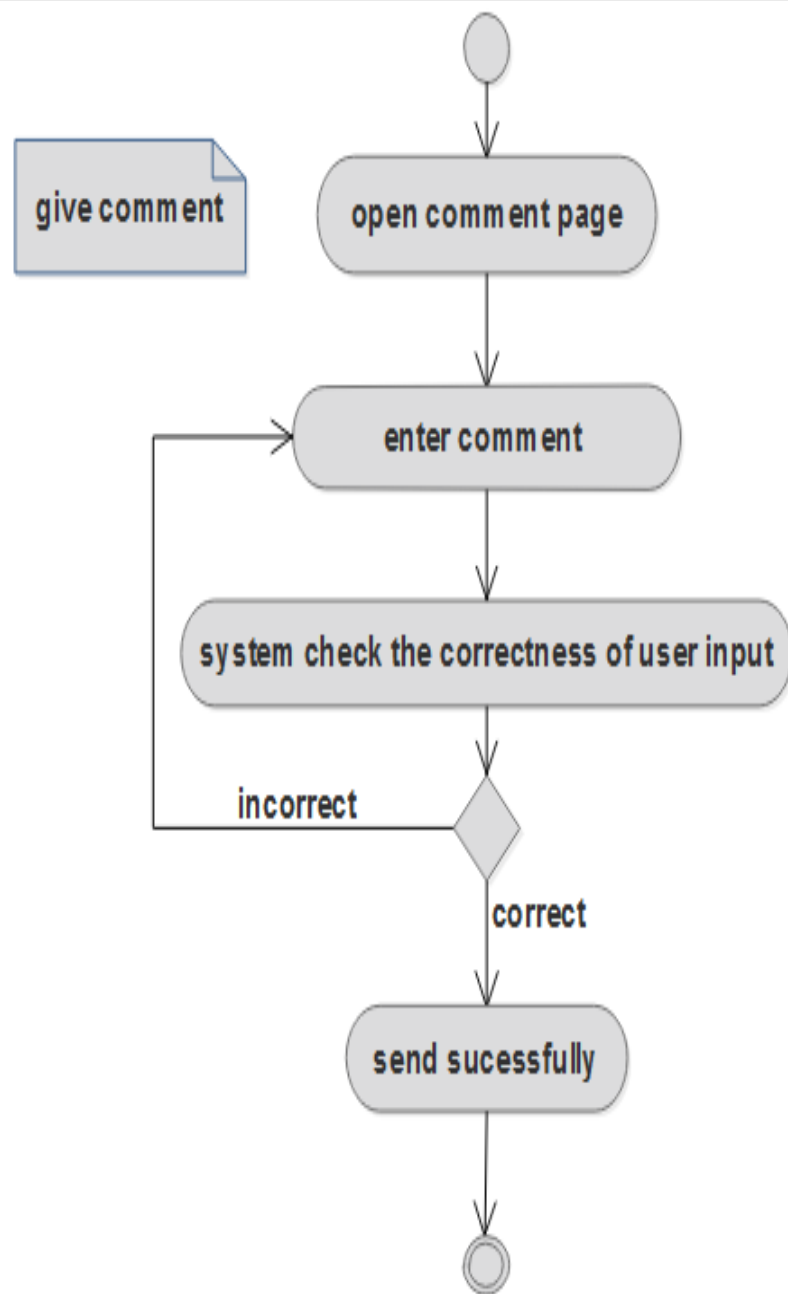 give comment
open comment page
enter comment
system check the correctness of user input
incorrect
correct
send sucessfully